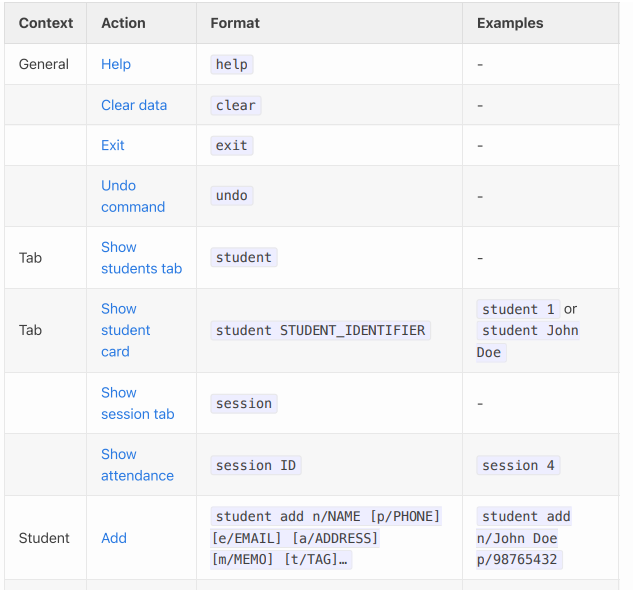 Context Action Format Examples
General Help help -
Clear data clear -
Exit exit -
Undo
command undo -
Tab Show
students tab student -
Tab Show
student
card student STUDENT_IDENTIFIER student 1 or
student John
Doe
Show
session tab session -
Show
attendance session ID session 4
Student Add student add n/NAME [p/PHONE]
[e/EMAIL] [a/ADDRESS]
[m/MEMO] [t/TAG]… student add
n/John Doe
p/98765432